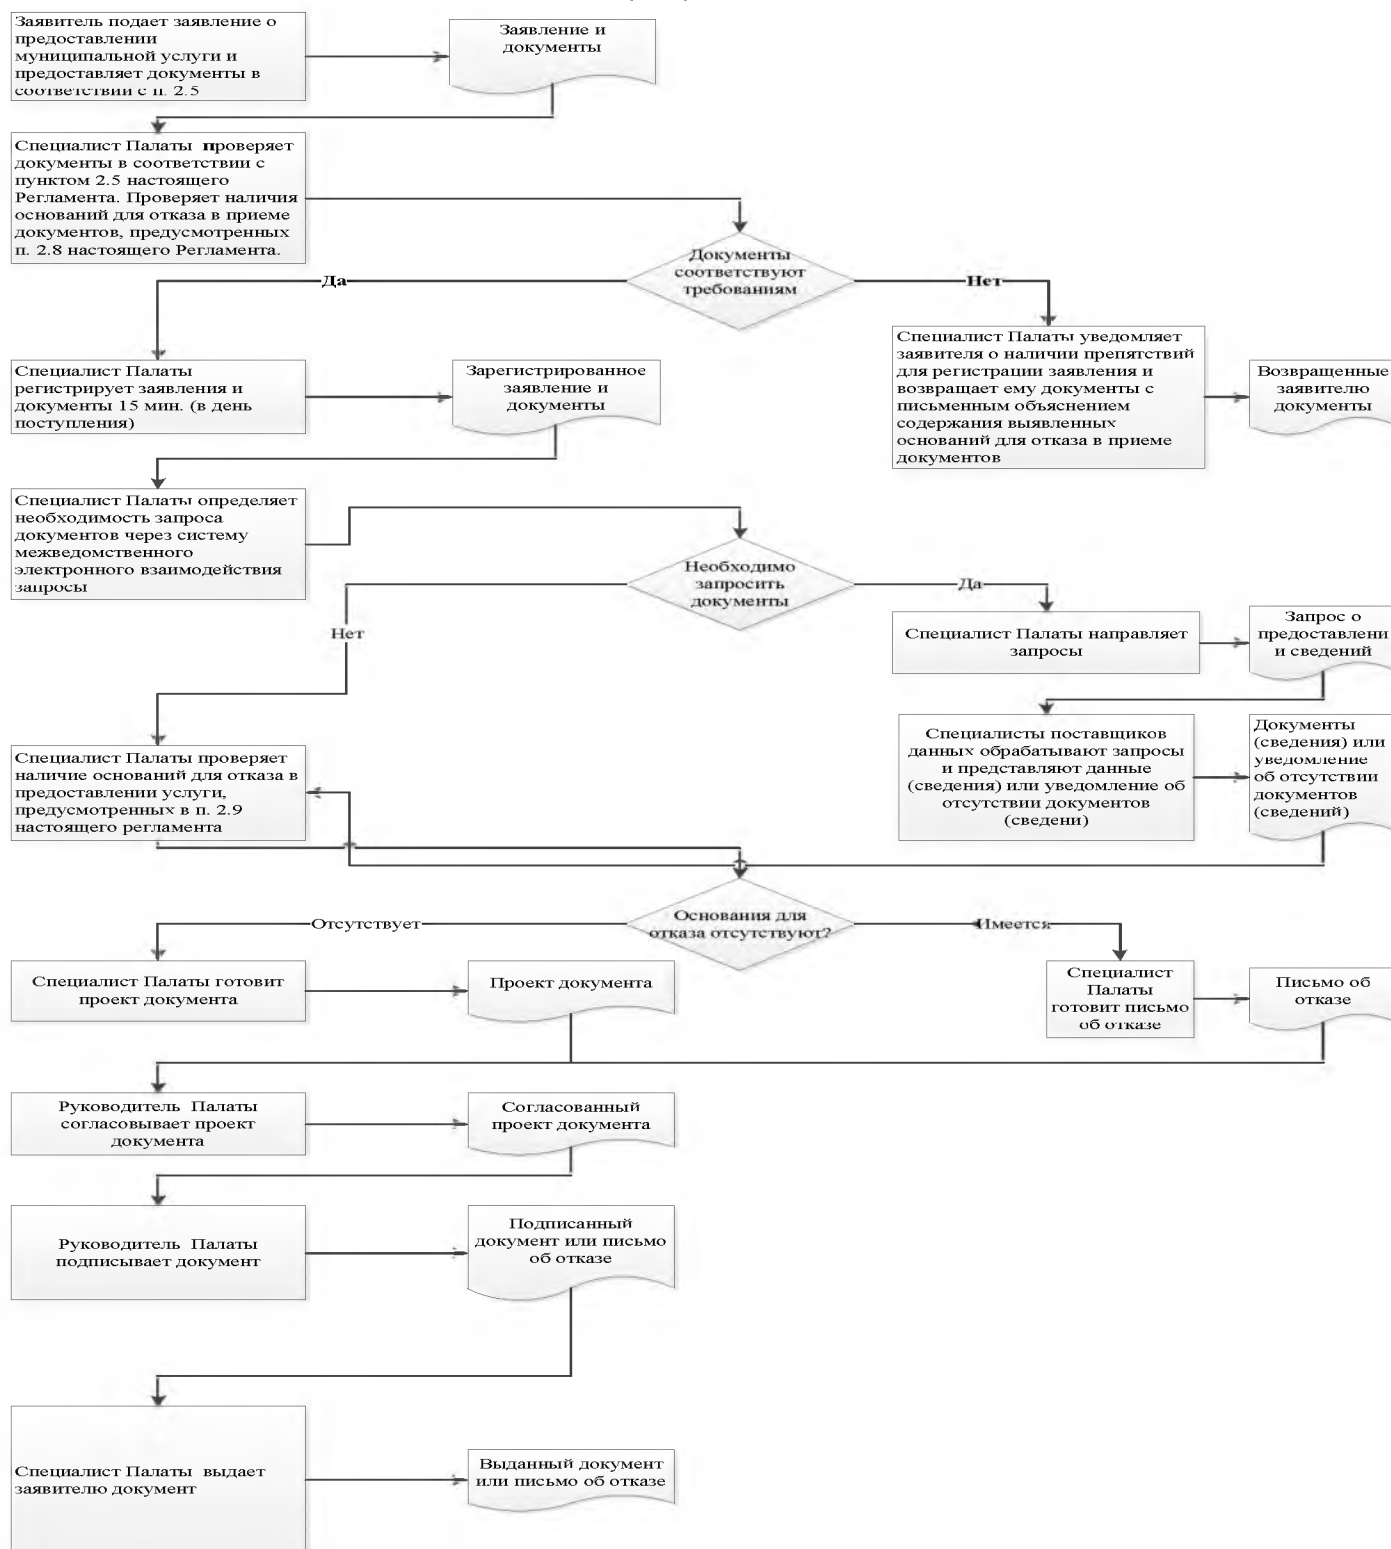 Заявитель подает заявление о
предоставлении
муниципальной услуги и
предоставляет документы в
соответствии с п. 2.5
Заявление и
документы
Специалист Палаты проверяет
документы в соответствии с
пунктом 2.5 настоящего
Регламента. Проверяет наличия
оснований для отказа в приеме
документов, предусмотренных
п. 2.8 настоящего Регламента.
Документы
соответствуют
требованиям
Да
Нет
Специалист Палаты
регистрирует заявления и
документы 15 мин. (в день
поступления)
Зарегистрированное
заявление и
документы
Специалист Палаты уведомляет
заявителя о наличии препятствий
для регистрации заявления и
возвращает ему документы с
письменным объяснением
содержания выявленных
оснований для отказа в приеме
документов
Возвращенные
заявителю
документы
Специалист Палаты определяет
необходимость запроса
документов через систему
межведомственного
электронного взаимодействия
запросы
Необходимо
запросить
документы
Да
Нет
Специалист Палаты направляет
запросы
Запрос о
предоставлени
и сведений
Специалисты поставщиков
данных обрабатывают запросы
и представляют данные
(сведения) или уведомление об
отсутствии документов
(сведени)
Документы
(сведения) или
уведомление
об отсутствии
документов
(сведений)
Специалист Палаты проверяет
наличие оснований для отказа в
предоставлении услуги,
предусмотренных в п. 2.9
настоящего регламента
Основания для
отказа отсутствуют?
Отсутствует
Имеется
Специалист Палаты готовит
проект документа
Проект документа
Специалист
Палаты
готовит письмо
об отказе
Письмо об
отказе
Руководитель Палаты
согласовывает проект
документа
Согласованный
проект документа
Руководитель Палаты
подписывает документ
Подписанный
документ или письмо
об отказе
Специалист Палаты выдает
заявителю документ
Выданный документ
или письмо об отказе